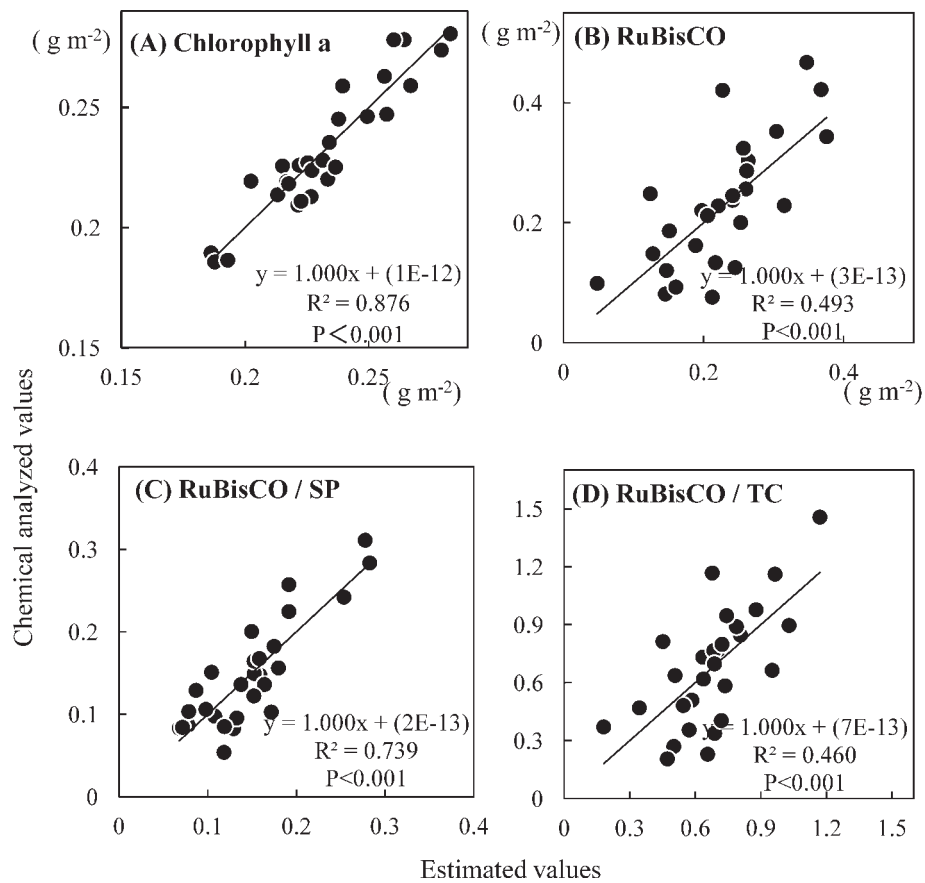 ( g m-2)
(A) Chlorophyll a
0.25
0.2
y = 1.000x + (1E-12)
R² = 0.876
P＜0.001
0.15
0.15
0.2
0.25
( g m-2)
( g m-2)
(B) RuBisCO
0.4
0.2
y = 1.000x + (3E-13)
R² = 0.493
P<0.001
0
0
0.2
0.4
( g m-2)
Chemical analyzed values
0.4
(C) RuBisCO / SP
0.3
0.2
0.1
y = 1.000x + (2E-13)
R² = 0.739
P<0.001
0
0
0.1
0.2
0.3
0.4
(D) RuBisCO / TC
1.5
1.2
0.9
0.6
0.3
y = 1.000x + (7E-13)
R² = 0.460
P<0.001
0
0
0.3
0.6
0.9
1.2
1.5
Estimated values